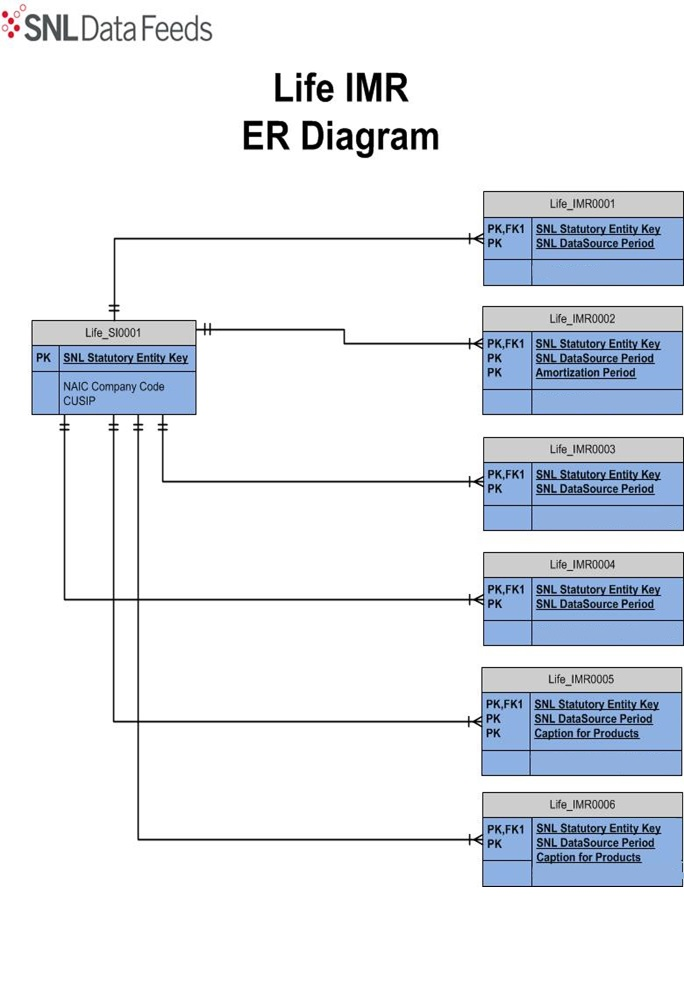 SNL Data Feeds
Life IMR
ER Diagram
Life_IMR0001
PK,FK1 SNL Statutory Entity Key
PK SNL DataSource Period
Life_SI0001
PK SNL Statutory Entity Key
NAIC Company Code
CUSIP
Life_IMR0002
PK,FK1 SNL Statutory Entity Key
PK SNL DataSource Period
PK Amortization Period
Life_IMR0003
PK,FK1 SNL Statutory Entity Key
PK SNL DataSource Period
Life_IMR0004
PK,FK1 SNL Statutory Entity Key
PK SNL DataSource Period
Life_IMR0005
PK,FK1 SNL Statutory Entity Key
PK SNL DataSource Period
PK Caption for Products
Life_IMR0006
PK,FK1 SNL Statutory Entity Key
PK SNL DataSource Period
Caption for Products